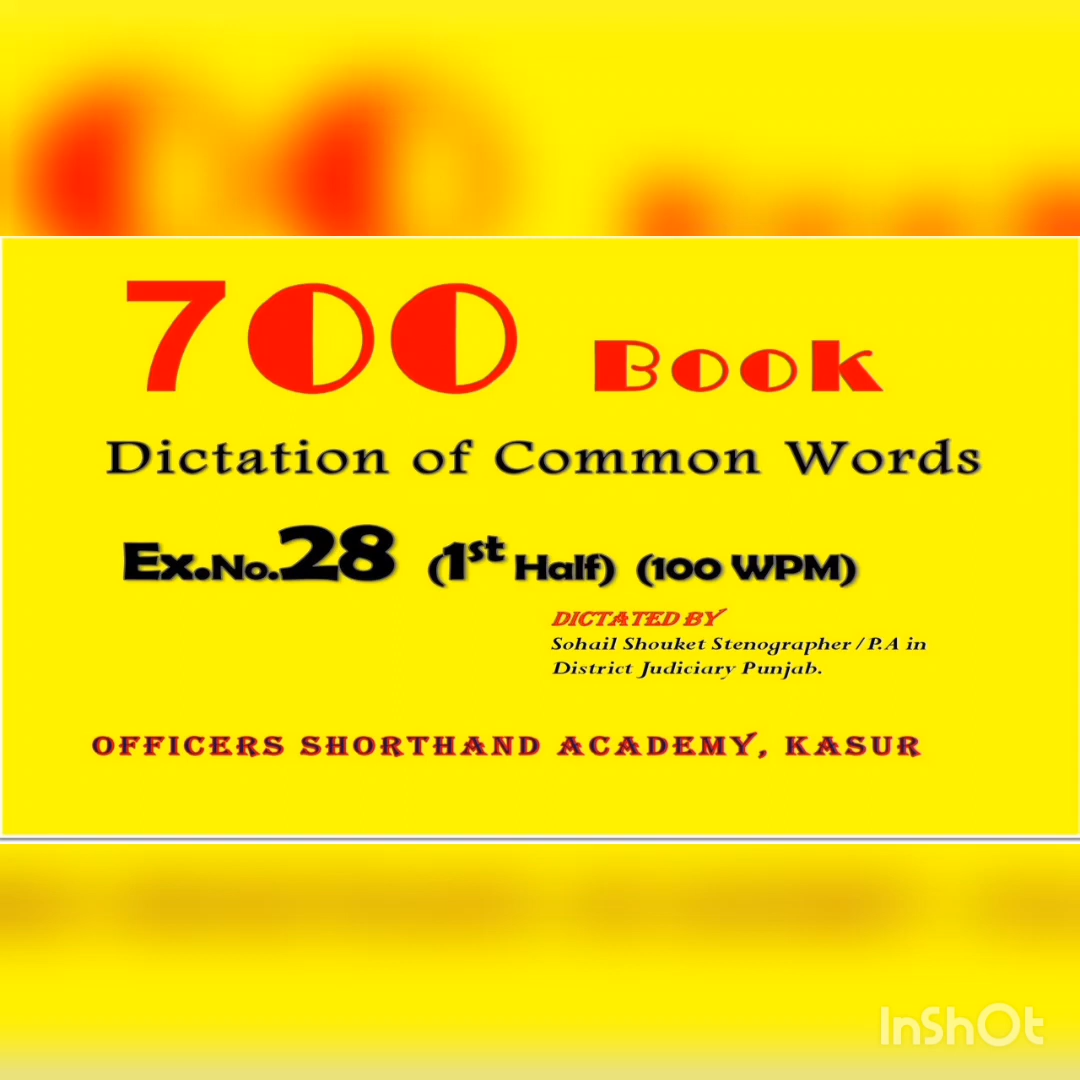 700 Book
Dictation of Common Words
Ex.No.28 (1st Half) (100 WPM)
DICTATED BY
Sohail Shouket Stenographer / P.A in
District Judiciary Punjab.
OFFICERS SHORTHAND ACADEMY, KASUR
InShOt